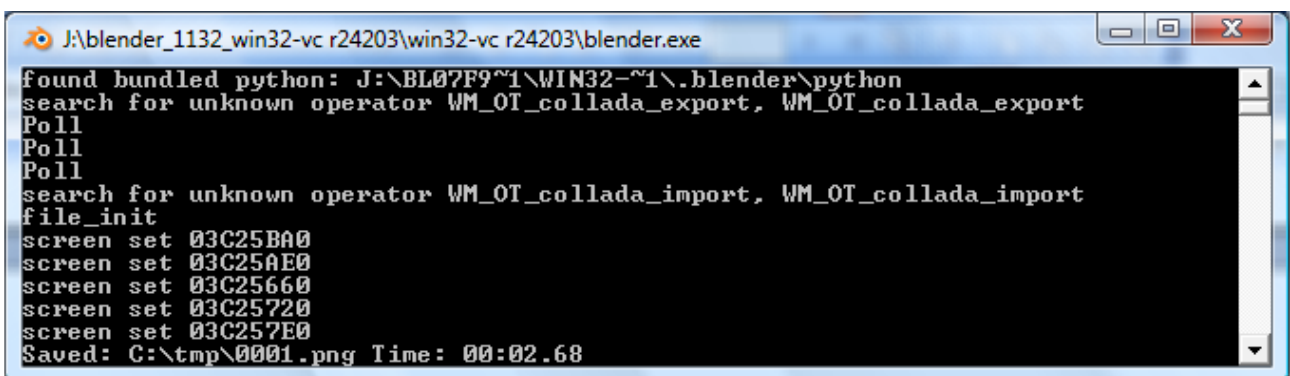 J:\blender_1132_win32-vc r24203\win32-vc r24203\blender.exe
found bundled python: J:\BL07F9~1\WIN32-~1\.blender\python
search for unknown operator WM_OT_collada_export, WM_OT_collada_export
Poll
Poll
Poll
search for unknown operator WM_OT_collada_import, WM_OT_collada_import
file_init
screen set 03C25BA0
screen set 03C25AE0
screen set 03C25660
screen set 03C25720
screen set 03C257E0
Saved: C:\tmp\0001.png Time: 00:02.68